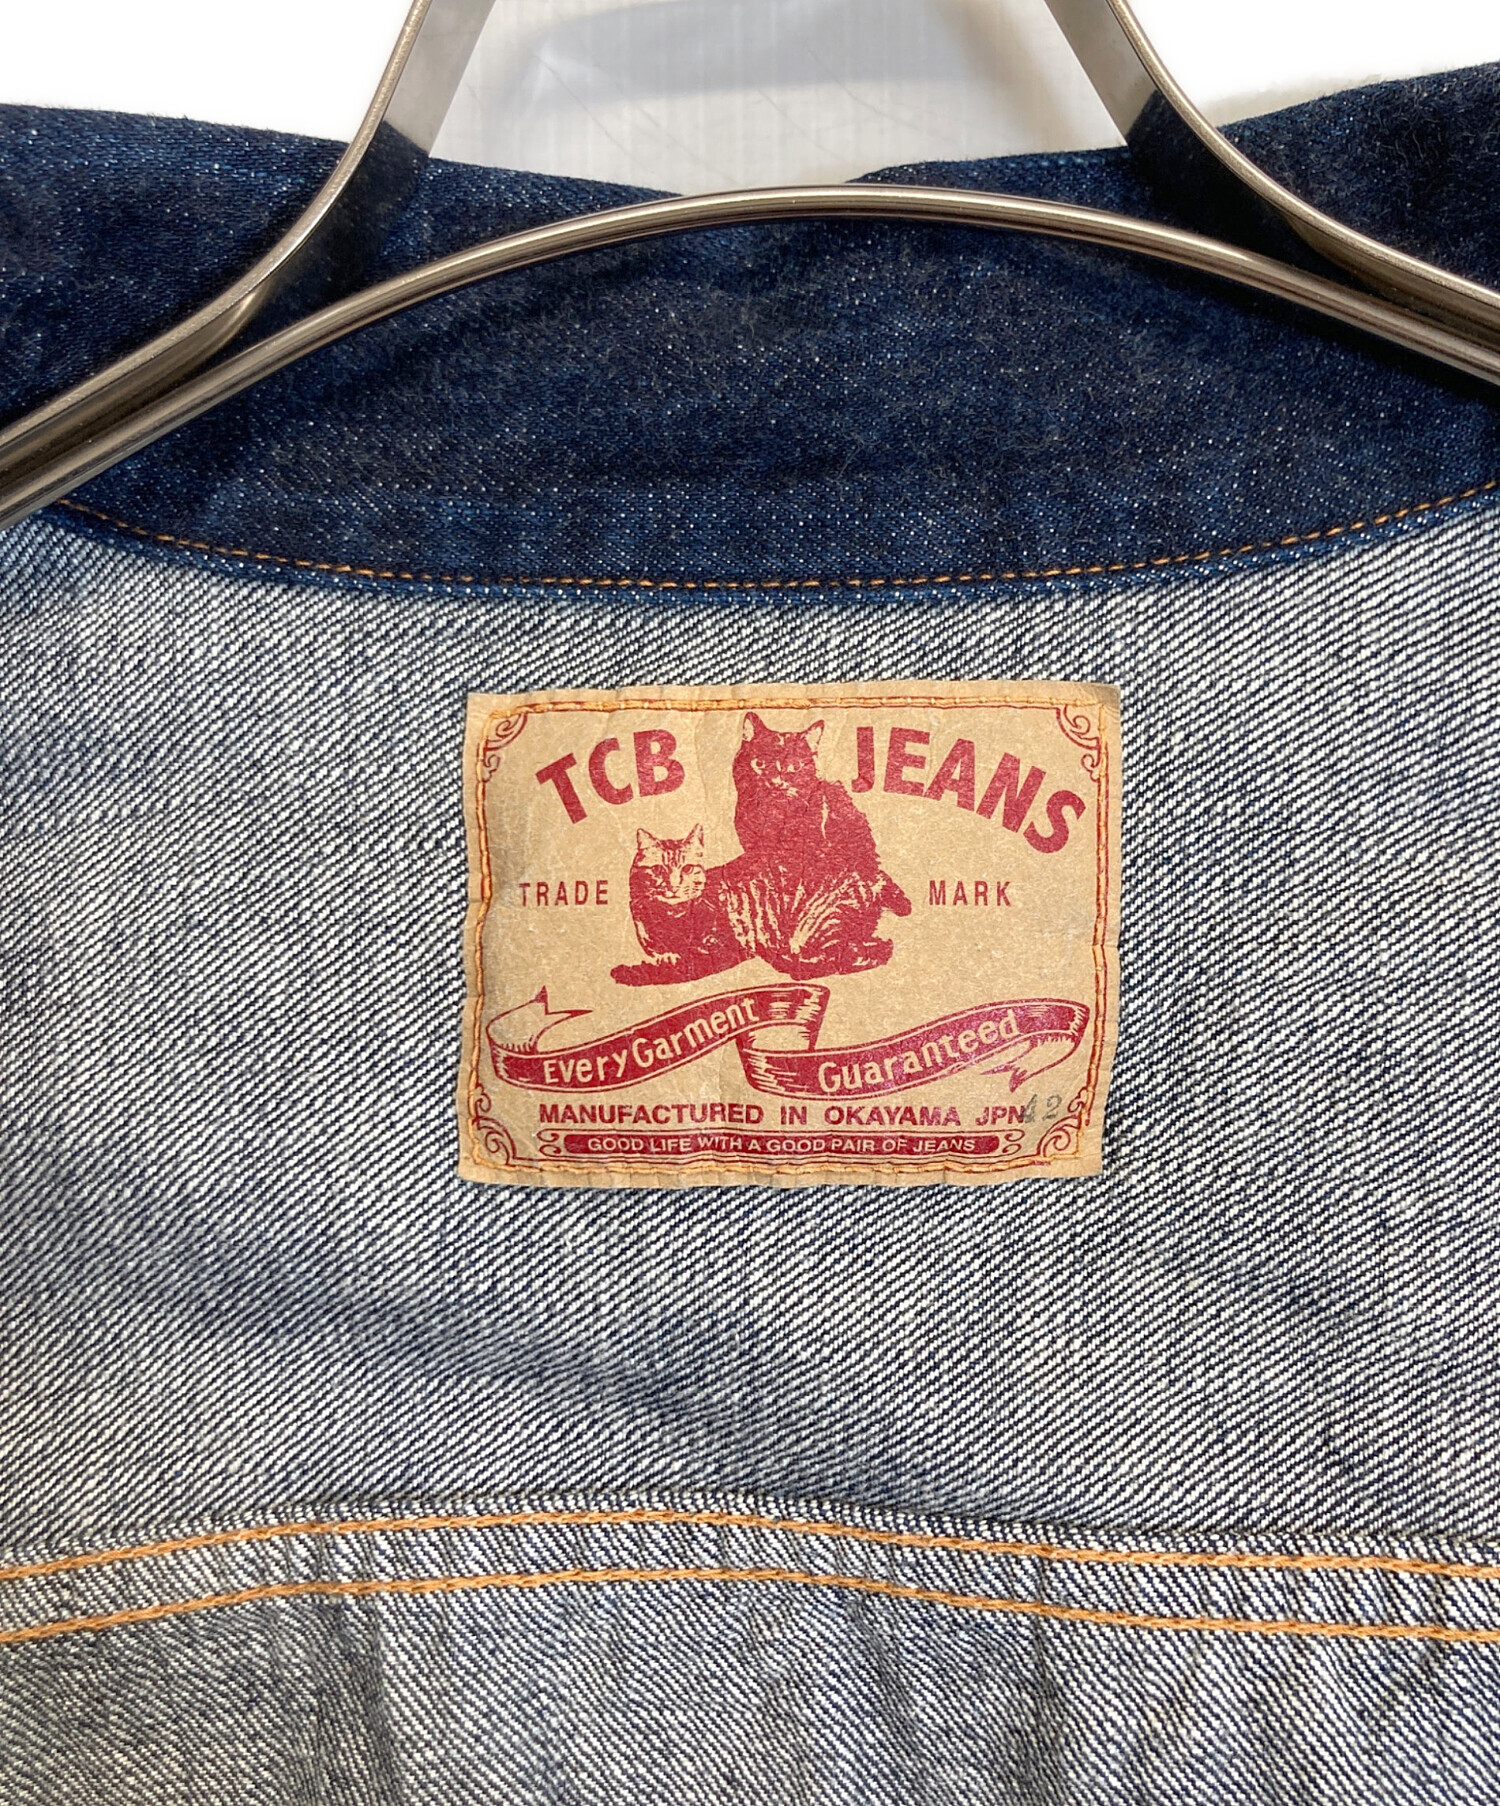 TCB JEANS
TRADE MARK
Every Garment Guaranteed
MANUFACTURED IN OKAYAMA JPN 42
GOOD LIFE WITH A GOOD PAIR OF JEANS